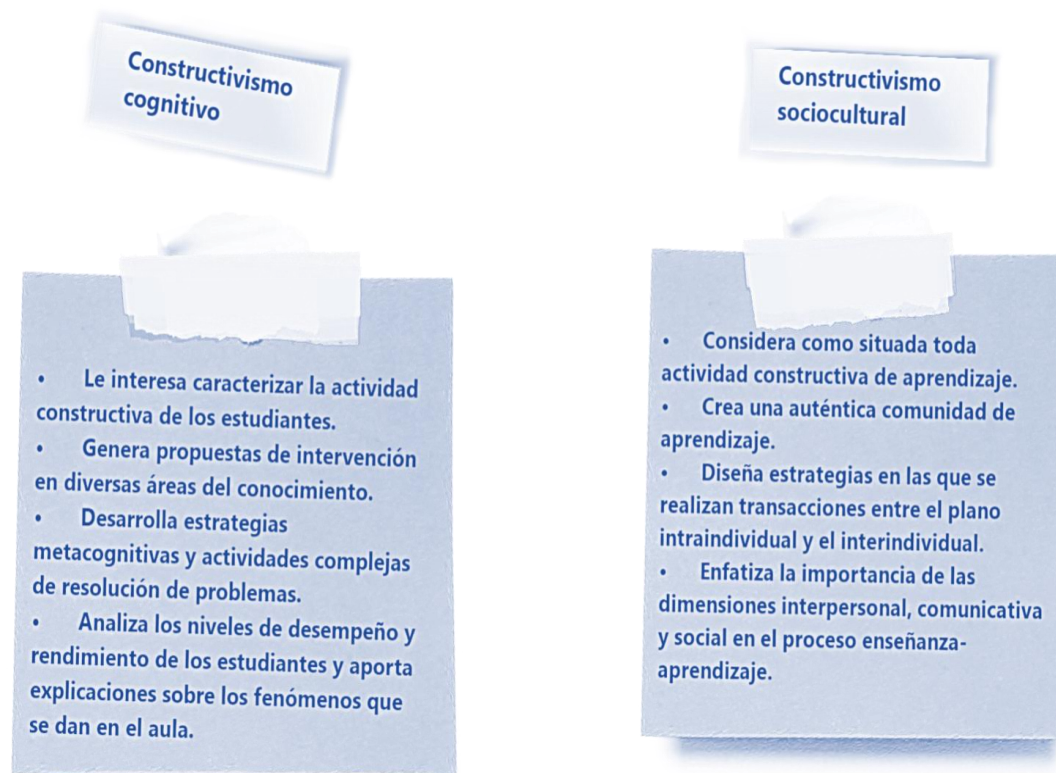 Constructivismo
cognitivo
• Le interesa caracterizar la actividad
constructiva de los estudiantes.
• Genera propuestas de intervención
en diversas áreas del conocimiento.
• Desarrolla estrategias
metacognitivas y actividades complejas
de resolución de problemas.
• Analiza los niveles de desempeño y
rendimiento de los estudiantes y aporta
explicaciones sobre los fenómenos que
se dan en el aula.
Constructivismo
sociocultural
• Considera como situada toda
actividad constructiva de aprendizaje.
• Crea una auténtica comunidad de
aprendizaje.
• Diseña estrategias en las que se
realizan transacciones entre el plano
intraindividual y el interindividual.
• Enfatiza la importancia de las
dimensiones interpersonal, comunicativa
y social en el proceso enseñanza-
aprendizaje.